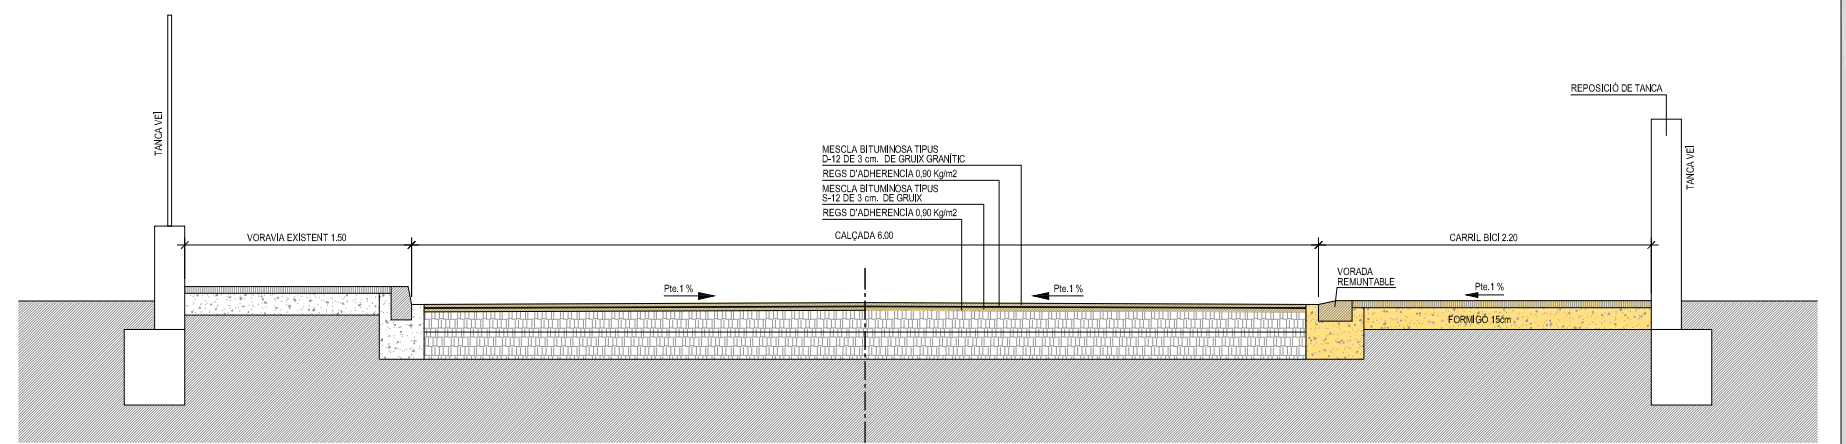 REPOSICIÓ DE TANCA
TANCA VEÍ
MESCLA BITUMINOSA TIPUS
D-12 DE 3 cm. DE GRUIX GRANÍTIC
REGS D'ADHERENCIA 0,90 Kg/m2
MESCLA BITUMINOSA TIPUS
S-12 DE 3 cm. DE GRUIX
REGS D'ADHERENCIA 0,90 Kg/m2
TANCA VEÍ
VORAVIA EXISTENT 1.50
CALÇADA 6.00
CARRIL BICI 2.20
VORADA
REMUNTABLE
Pte.1 %
Pte.1 %
Pte.1 %
FORMIGÓ 15cm